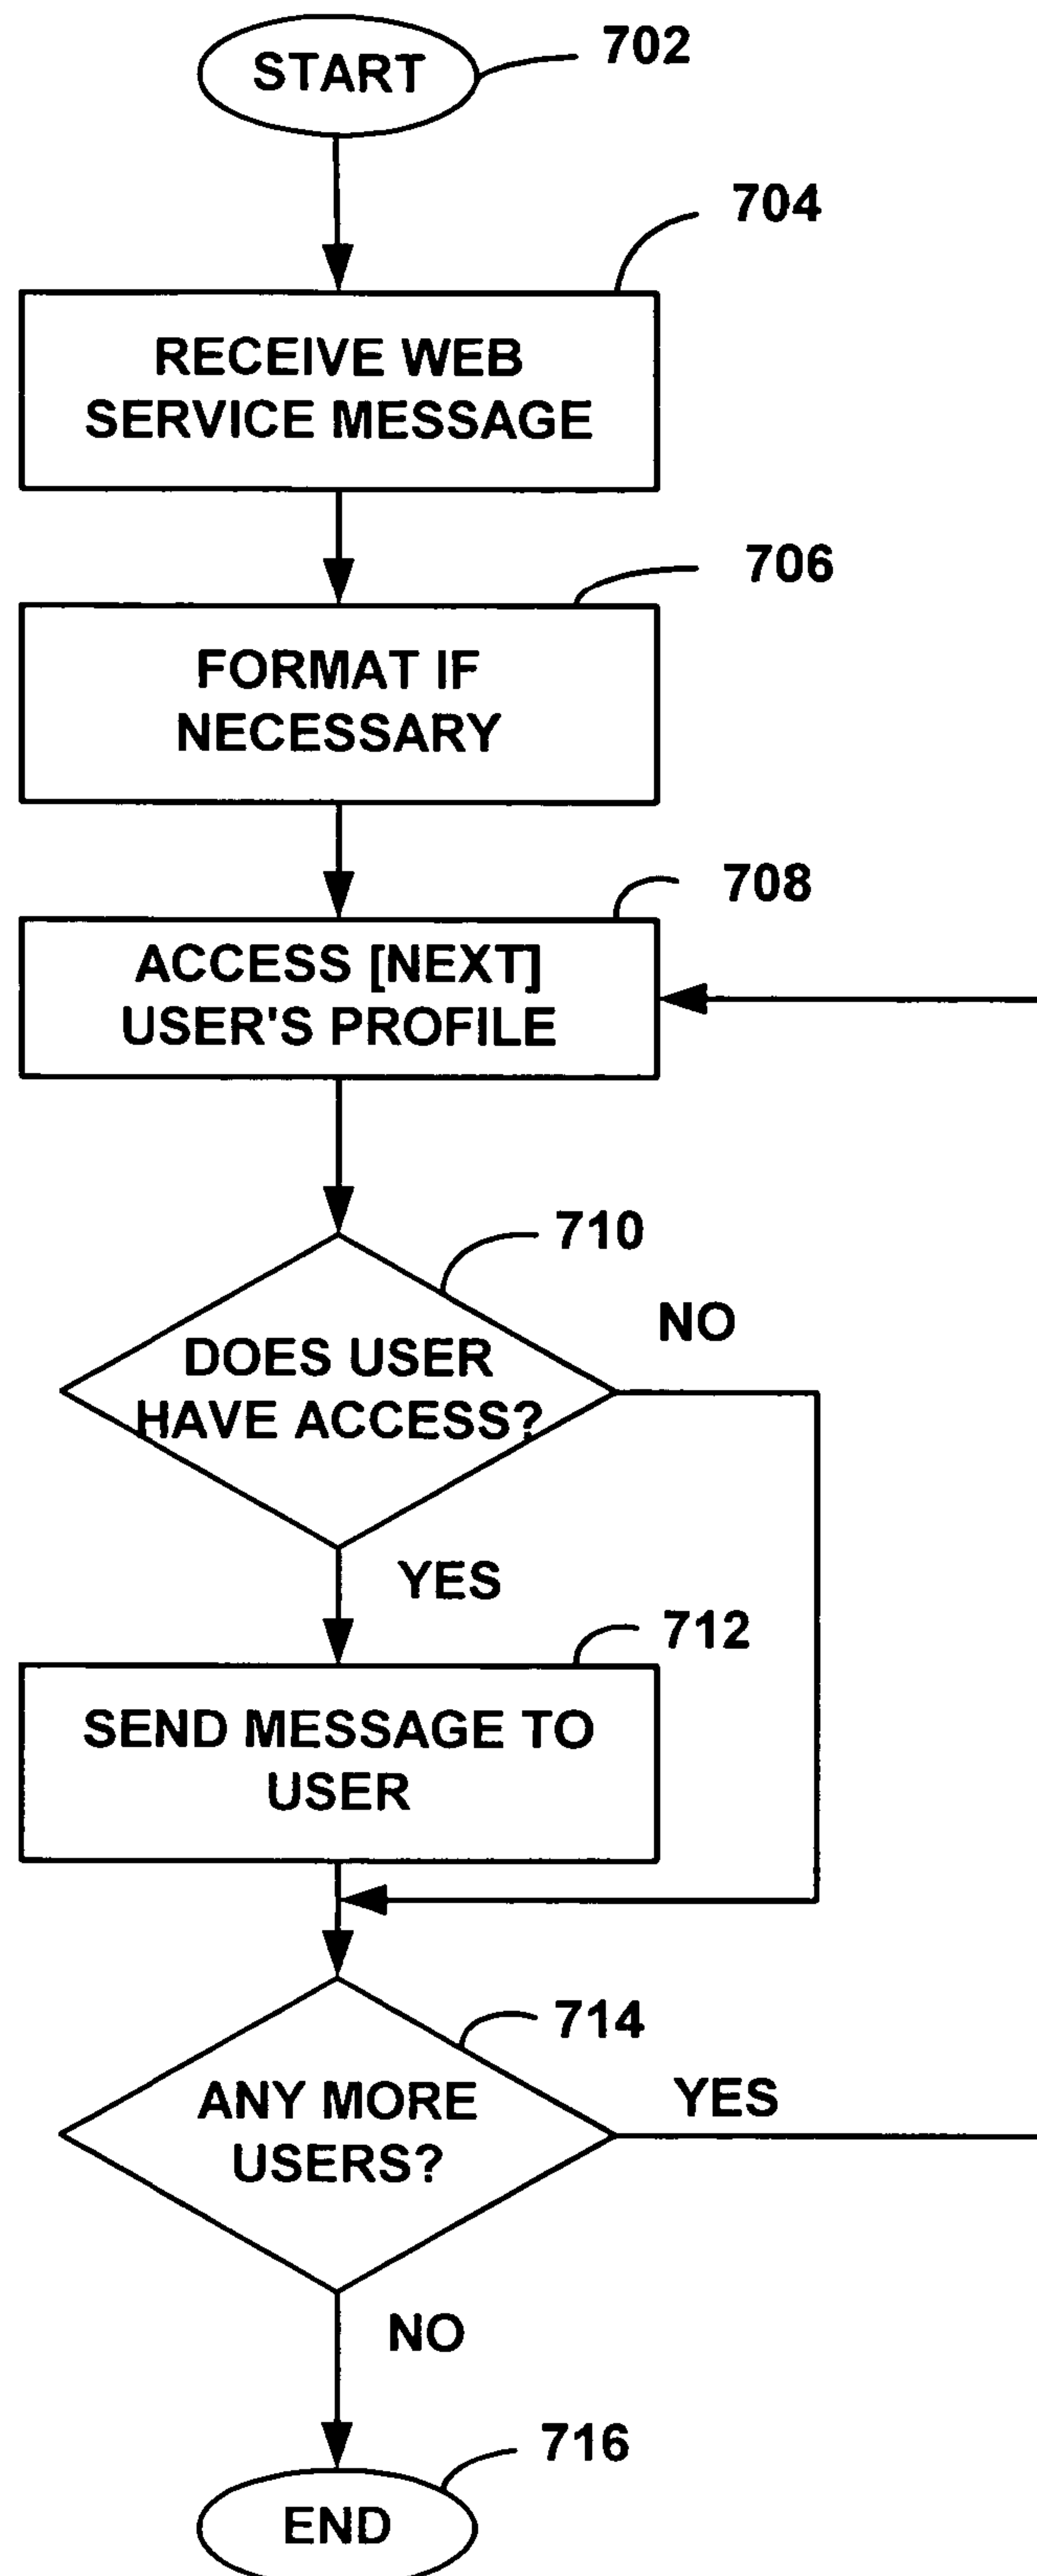 START
702
704
RECEIVE WEB
SERVICE MESSAGE
706
FORMAT IF
NECESSARY
708
ACCESS [NEXT]
USER'S PROFILE
710
NO
DOES USER
HAVE ACCESS?
YES
712
SEND MESSAGE TO
USER
714
YES
ANY MORE
USERS?
NO
716
END